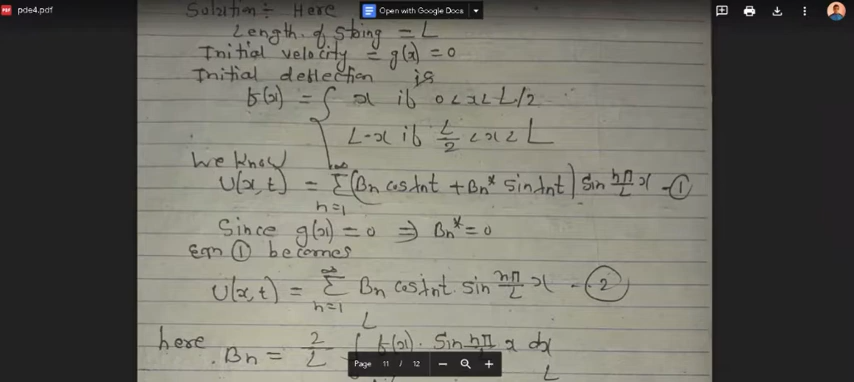 pde4.pdf
Open with Google Docs
Solution:- Here
Length of string = L
Initial velocity = g(x) = 0
Initial deflection is
f(x) = { x if 0 < x < L/2
L-x if L/2 < x < L
We know
U(x,t) = ∞ Σ n=1 (Bn cos λnt + Bn* sin λnt) sin nπ/L x - ①
Since g(x) = 0 ⇒ Bn* = 0
Eqn ① becomes
U(x,t) = ∞ Σ n=1 Bn cos λnt . sin nπ/L x - ②
here
Bn = 2/L ∫ L f(x) . Sin nπ x dx
L
Page 11 / 12